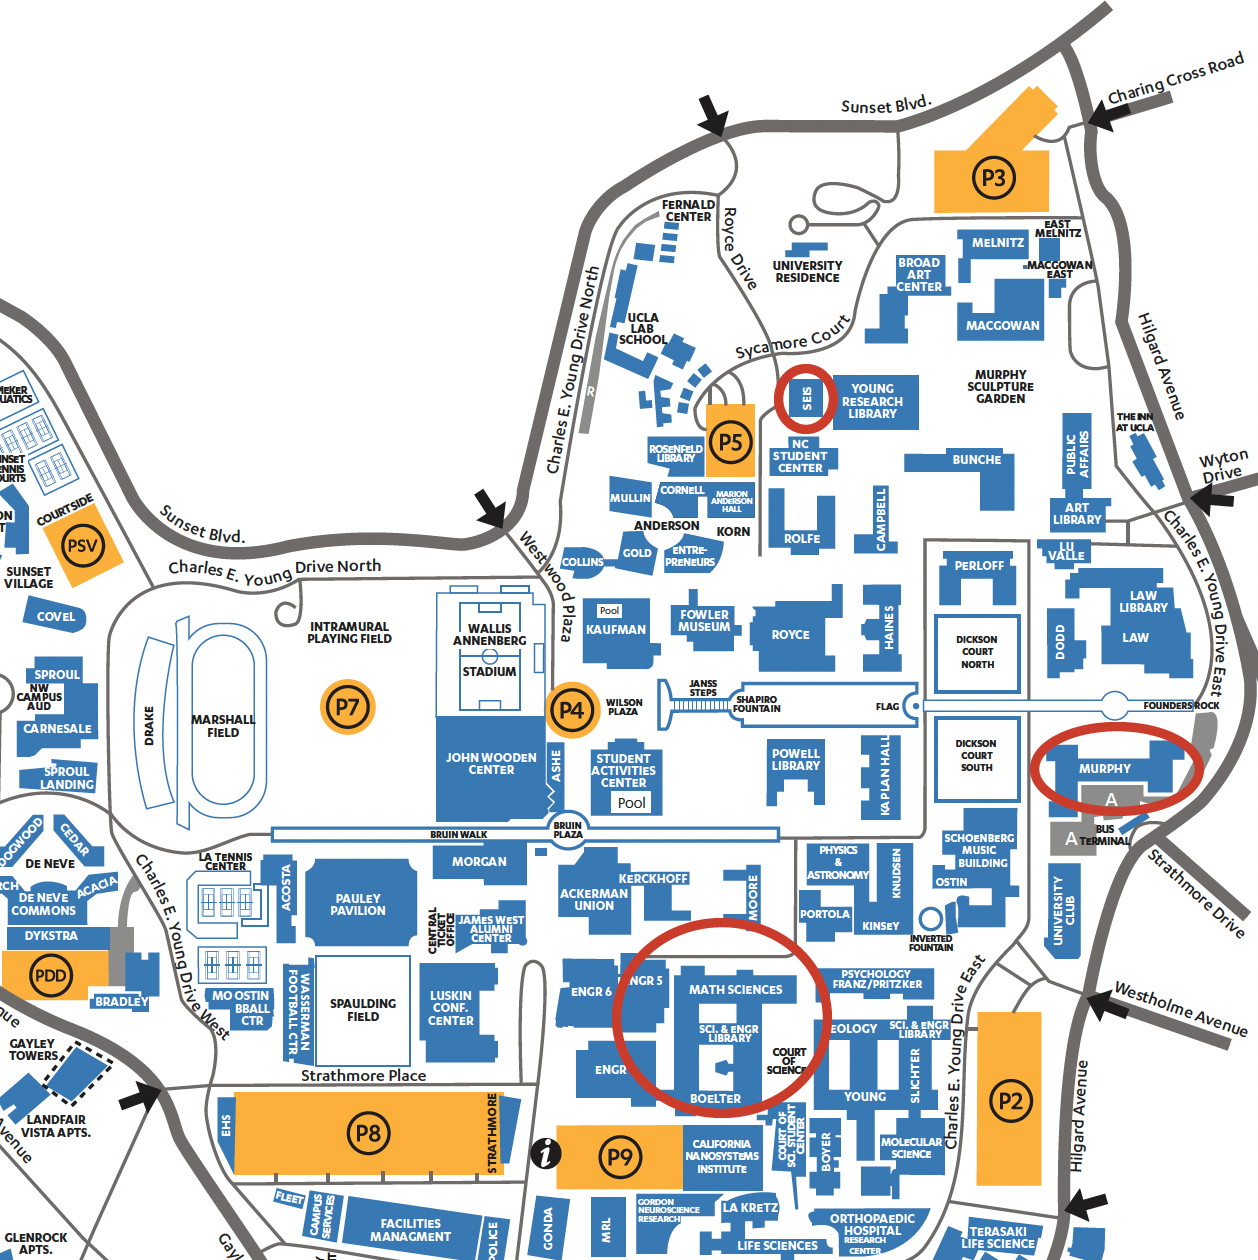 Charing Cross Road
Sunset Blvd.
P3
FERNALD
CENTER
Royce Drive
EAST
MELNITZ
MELNITZ
MACGOWAN
EAST
UNIVERSITY
RESIDENCE
BROAD
ART
CENTER
MACGOWAN
Charles E. Young Drive North
UCLA
LAB
SCHOOL
Sycamore Court
Hilgard Avenue
R
SEIS
YOUNG
RESEARCH
LIBRARY
MURPHY
SCULPTURE
GARDEN
THE INN
AT UCLA
P5
ROSENFELD
LIBRARY
NC
STUDENT
CENTER
BUNCHE
PUBLIC
AFFAIRS
Wyton
Drive
COURTSIDE
PSV
SUNSET
VILLAGE
Sunset Blvd.
MULLIN
CORNELL
MARION
ANDERSON
HALL
ANDERSON
KORN
ROLFE
CAMPBELL
ART
LIBRARY
Charles E. Young Drive East
Westwood Plaza
COLLINS
GOLD
ENTRE-
PRENEURS
LU
VALLE
PERLOFF
Charles E. Young Drive North
COVEL
INTRAMURAL
PLAYING FIELD
WALLIS
ANNENBERG
STADIUM
Pool
KAUFMAN
FOWLER
MUSEUM
ROYCE
HAINES
DICKSON
COURT
NORTH
DODD
LAW
LIBRARY
LAW
SPROUL
NW
CAMPUS
AUD
CARNESALE
SPROUL
LANDING
DRAKE
MARSHALL
FIELD
P7
P4
WILSON
PLAZA
JANSS
STEPS
SHAPIRO
FOUNTAIN
FLAG
FOUNDERS ROCK
JOHN WOODEN
CENTER
ASHE
STUDENT
ACTIVITIES
CENTER
Pool
POWELL
LIBRARY
KAPLAN HALL
DICKSON
COURT
SOUTH
MURPHY
A
A
BUS
TERMINAL
BRUIN WALK
BRUIN
PLAZA
DOGWOOD
CEDAR
DE NEVE
ACACIA
DE NEVE
COMMONS
DYKSTRA
PDD
BRADLEY
Charles E. Young Drive West
LA TENNIS
CENTER
ACOSTA
PAULEY
PAVILION
MORGAN
CENTRAL
TICKET
OFFICE
JAMES WEST
ALUMNI
CENTER
ACKERMAN
UNION
KERCKHOFF
MOORE
PHYSICS
&
ASTRONOMY
KNUDSEN
PORTOLA
KINSEY
SCHOENBERG
MUSIC
BUILDING
OSTIN
INVERTED
FOUNTAIN
UNIVERSITY
CLUB
Strathmore Drive
MO OSTIN
BBALL
CTR
WASSERMAN
FOOTBALL CTR
SPAULDING
FIELD
LUSKIN
CONF.
CENTER
ENGR 6
ENGR 5
MATH SCIENCES
PSYCHOLOGY
FRANZ/PRITZKER
SCI. & ENGR
LIBRARY
COURT
OF
SCIENCES
GEOLOGY
SCI. & ENGR
LIBRARY
SLICHTER
Charles E. Young Drive East
Westholme Avenue
GAYLEY
TOWERS
LANDFAIR
VISTA APTS.
Strathmore Place
ENGR
BOELTER
YOUNG
P2
Hilgard Avenue
EHS
P8
STRATHMORE
i
P9
CALIFORNIA
NANOSYSTEMS
INSTITUTE
COURT OF
SCI. STUDENT
CENTER
BOYER
MOLECULAR
SCIENCE
FLEET
CAMPUS
SERVICES
FACILITIES
MANAGMENT
POLICE
GONDA
MRL
GORDON
NEUROSCIENCE
RESEARCH
LA KRETZ
LIFE SCIENCES
ORTHOPAEDIC
HOSPITAL
RESEARCH
CENTER
TERASAKI
LIFE SCIENCE
GLENROCK
APTS.